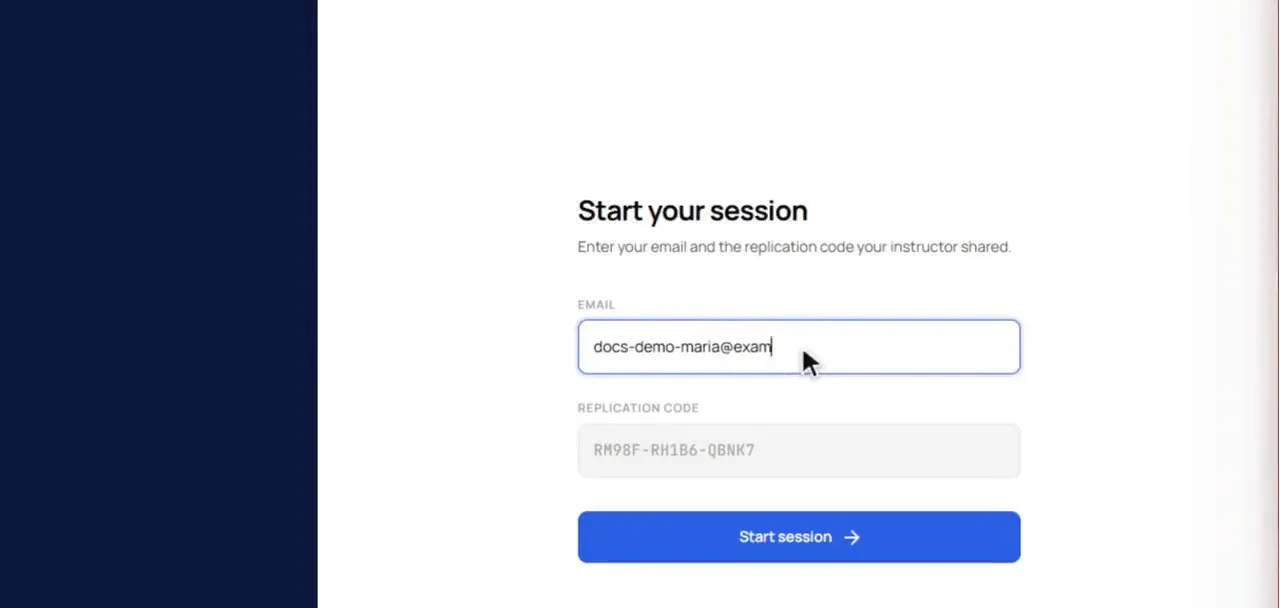 Start your session
Enter your email and the replication code your instructor shared.
EMAIL
docs-demo-maria@exam
REPLICATION CODE
RM98F-RH1B6-QBNK7
Start session